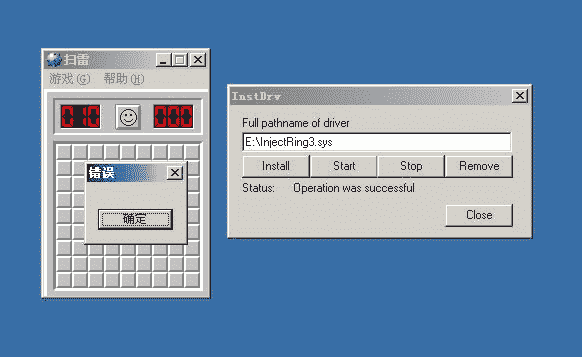 扫雷
游戏(G) 帮助(H)
010 000
错误
确定
InstDrv
Full pathname of driver
E:\InjectRing3.sys
Install Start Stop Remove
Status: Operation was successful
Close